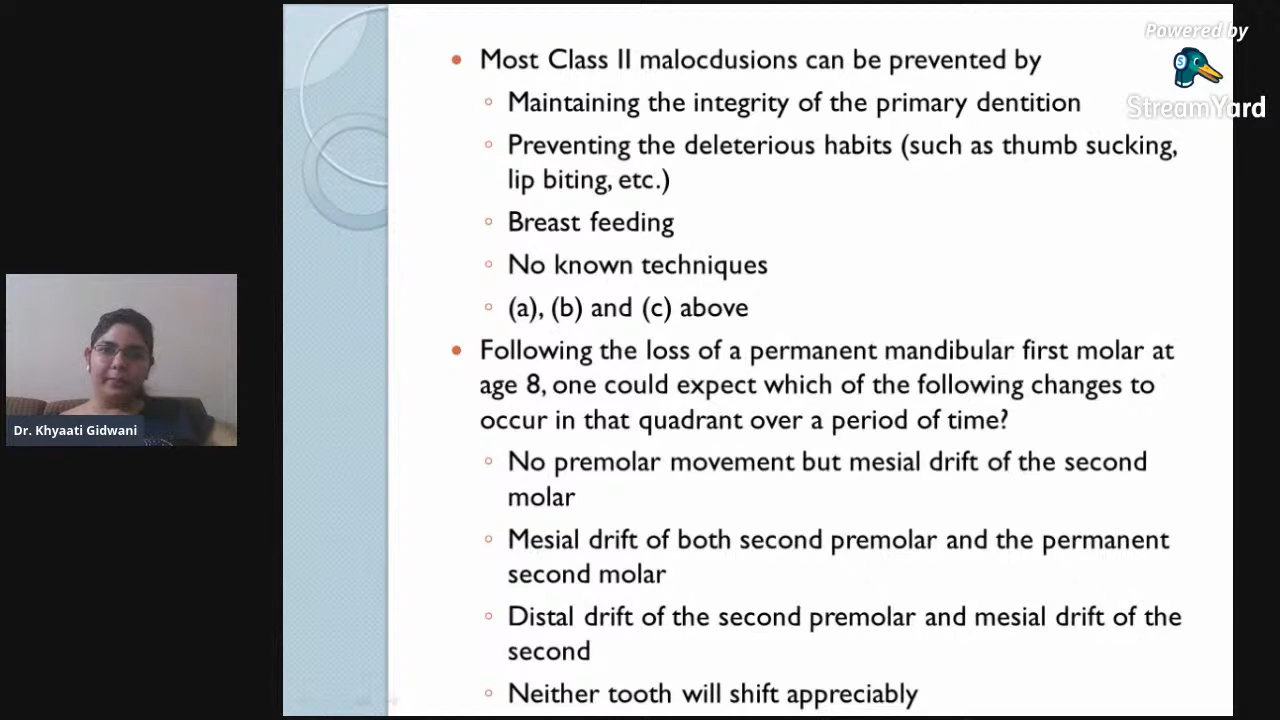 Powered by
StreamYard
Most Class II malocdusions can be prevented by
Maintaining the integrity of the primary dentition
Preventing the deleterious habits (such as thumb sucking,
lip biting, etc.)
Breast feeding
No known techniques
(a), (b) and (c) above
Following the loss of a permanent mandibular first molar at
age 8, one could expect which of the following changes to
occur in that quadrant over a period of time?
No premolar movement but mesial drift of the second
molar
Mesial drift of both second premolar and the permanent
second molar
Distal drift of the second premolar and mesial drift of the
second
Neither tooth will shift appreciably
Dr. Khyaati Gidwani